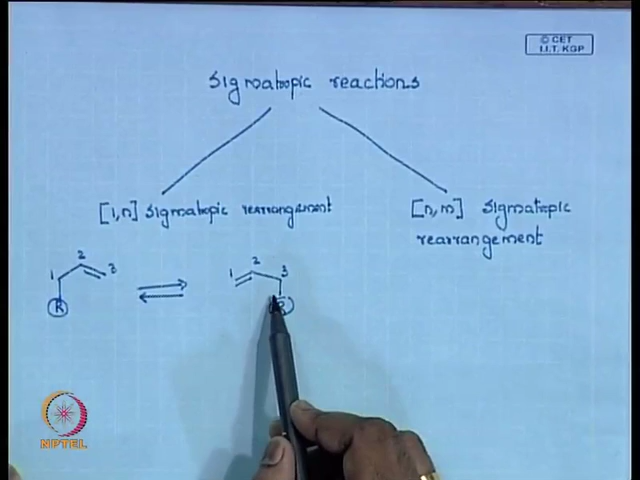 © CET
I.I.T. KGP
Sigmatropic reactions
[1,n] sigmatropic rearrangement
[n,m] sigmatropic
rearrangement
1 2 3
R
1 2 3
R
NPTEL